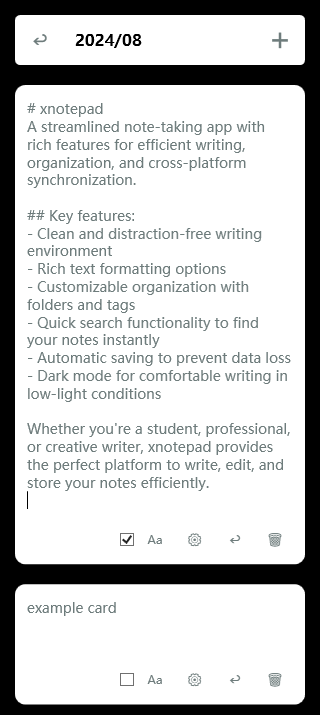 2024/08
# xnotepad
A streamlined note-taking app with
rich features for efficient writing,
organization, and cross-platform
synchronization.
## Key features:
- Clean and distraction-free writing
environment
- Rich text formatting options
- Customizable organization with
folders and tags
- Quick search functionality to find
your notes instantly
- Automatic saving to prevent data loss
- Dark mode for comfortable writing in
low-light conditions
Whether you're a student, professional,
or creative writer, xnotepad provides
the perfect platform to write, edit, and
store your notes efficiently.
Aa
example card
Aa